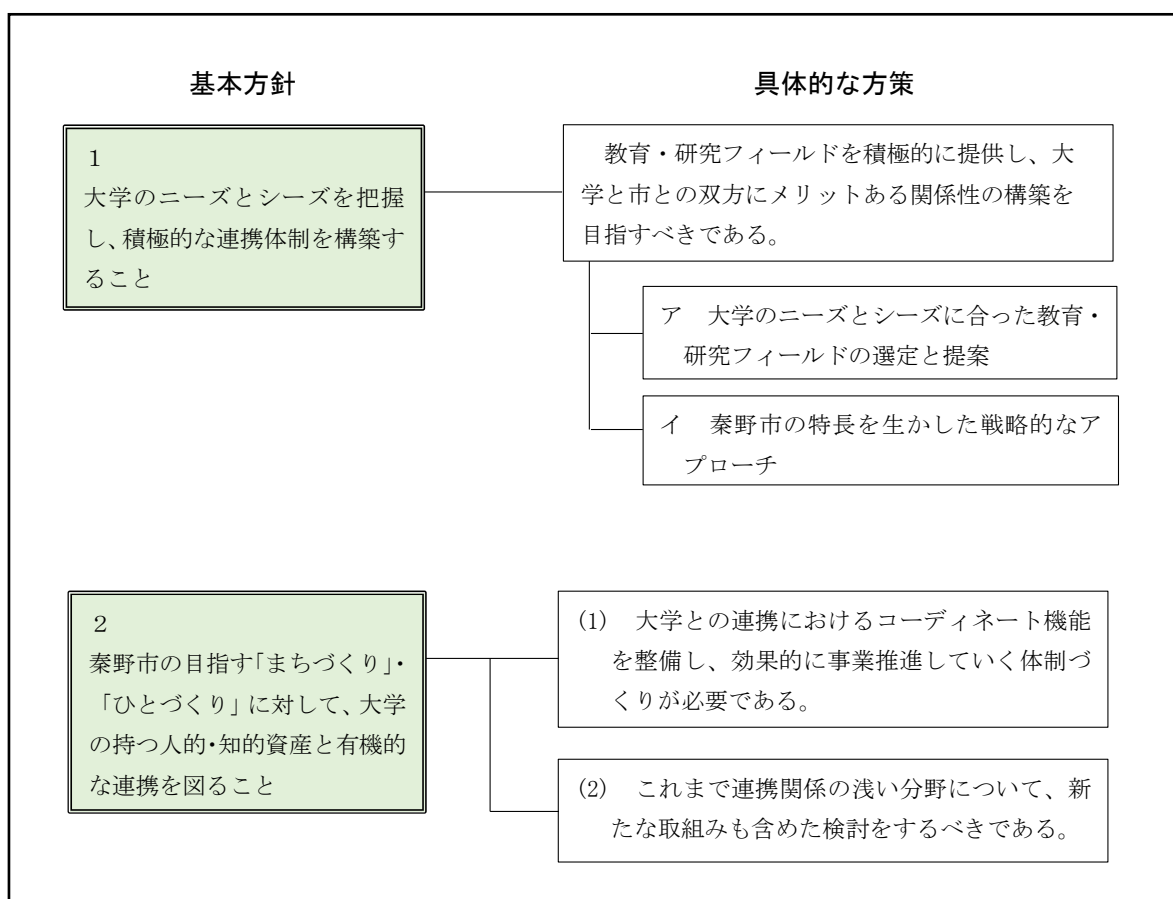 基本方針
具体的な方策
1
大学のニーズとシーズを把握
し、積極的な連携体制を構築す
ること
教育・研究フィールドを積極的に提供し、大
学と市との双方にメリットある関係性の構築を
目指すべきである。
ア　大学のニーズとシーズに合った教育・
研究フィールドの選定と提案
イ　秦野市の特長を生かした戦略的なア
プローチ
2
秦野市の目指す「まちづくり」・
「ひとづくり」に対して、大学
の持つ人的・知的資産と有機的
な連携を図ること
(1)　大学との連携におけるコーディネート機能
を整備し、効果的に事業推進していく体制づ
くりが必要である。
(2)　これまで連携関係の浅い分野について、新
たな取組みも含めた検討をするべきである。